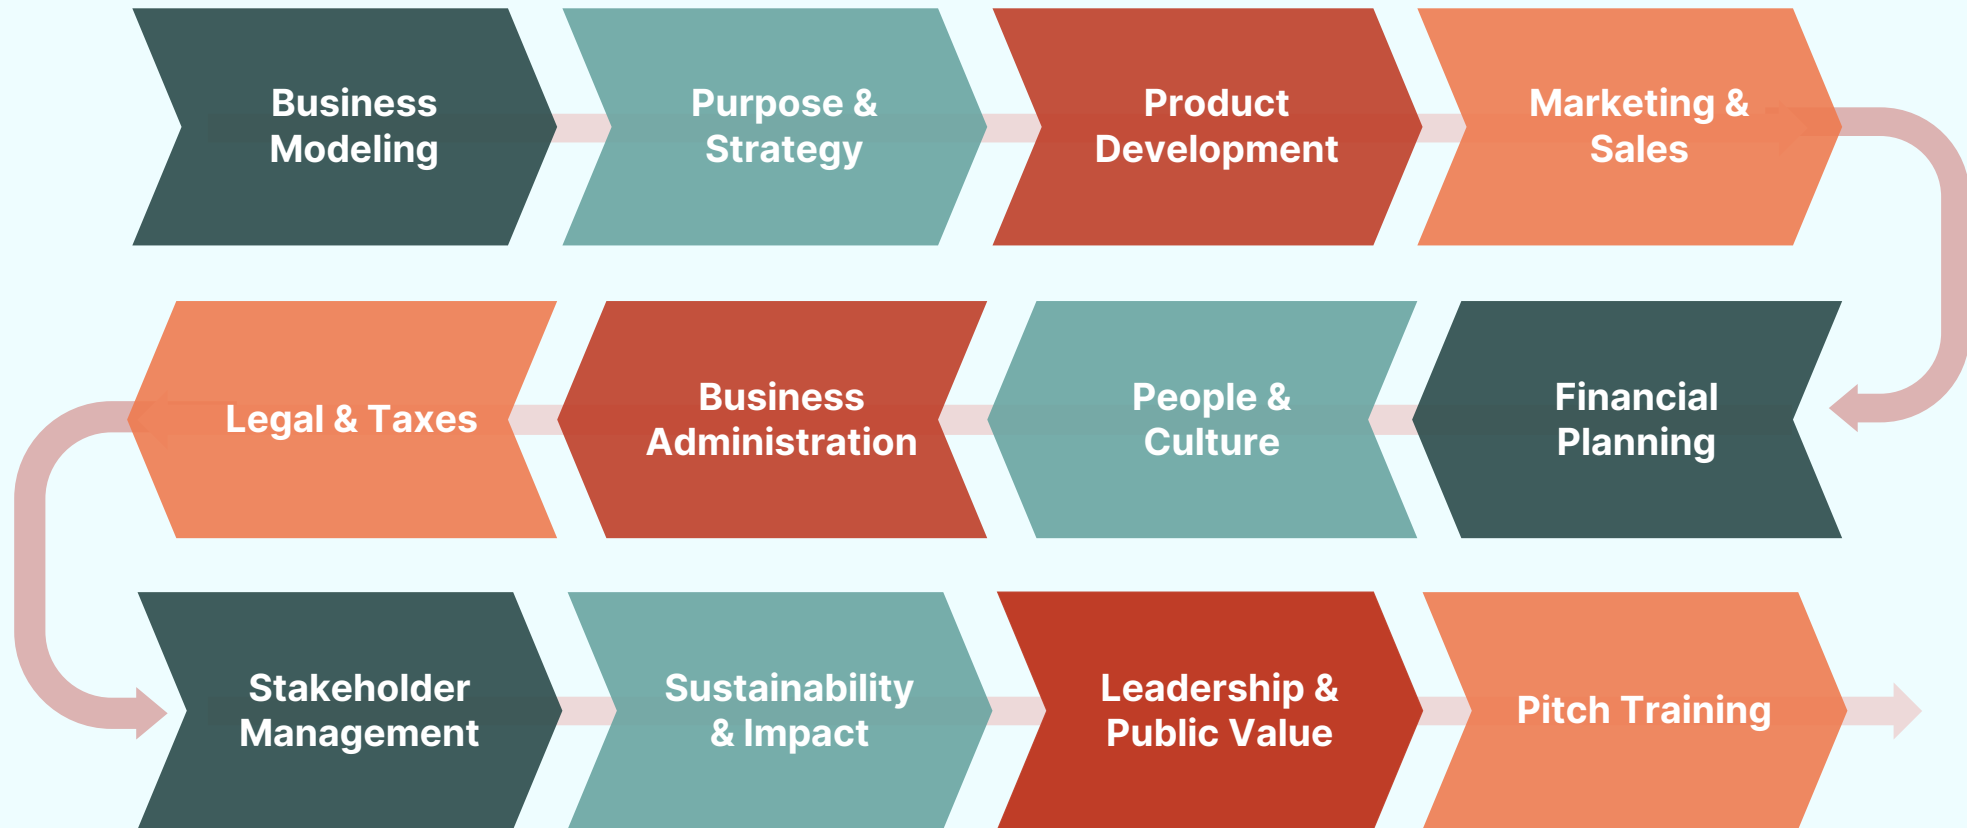 Business
Modeling
Purpose &
Strategy
Product
Development
Marketing &
Sales
Legal & Taxes
Business
Administration
People &
Culture
Financial
Planning
Stakeholder
Management
Sustainability
& Impact
Leadership &
Public Value
Pitch Training